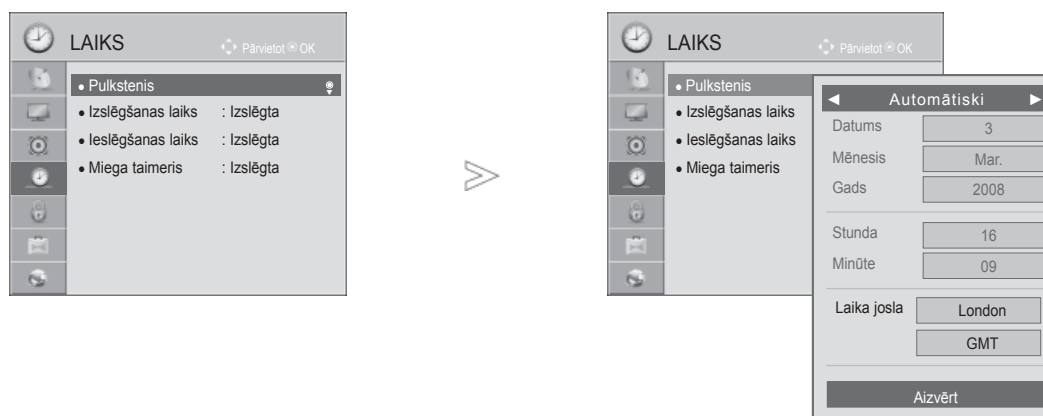 LAIKS
Pārvietot OK
• Pulkstenis
• Izslēgšanas laiks : Izslēgta
• Ieslēgšanas laiks : Izslēgta
• Miega taimeris : Izslēgta
LAIKS
Pārvietot OK
• Pulkstenis
• Izslēgšanas laiks
• Ieslēgšanas laiks
• Miega taimeris
◄ Automātiski ►
Datums 3
Mēnesis Mar.
Gads 2008
Stunda 16
Minūte 09
Laika josla London
GMT
Aizvērt